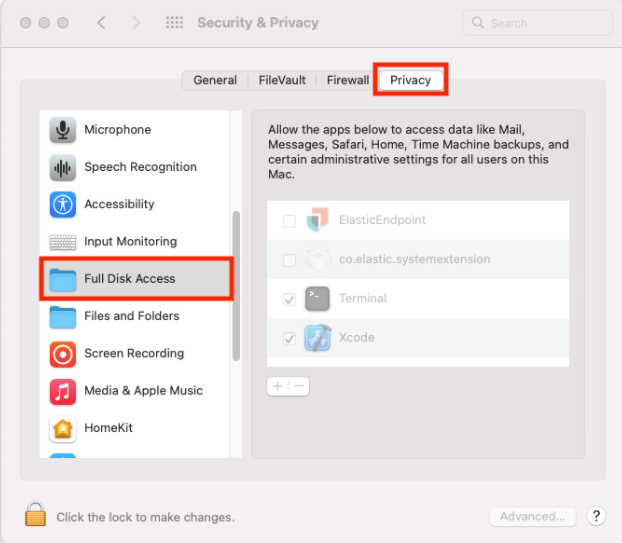 Security & Privacy
Search
General
FileVault
Firewall
Privacy
Microphone
Speech Recognition
Accessibility
Input Monitoring
Full Disk Access
Files and Folders
Screen Recording
Media & Apple Music
HomeKit
Allow the apps below to access data like Mail,
Messages, Safari, Home, Time Machine backups, and
certain administrative settings for all users on this
Mac.
ElasticEndpoint
co.elastic.systemextension
Terminal
Xcode
Click the lock to make changes.
Advanced...
?